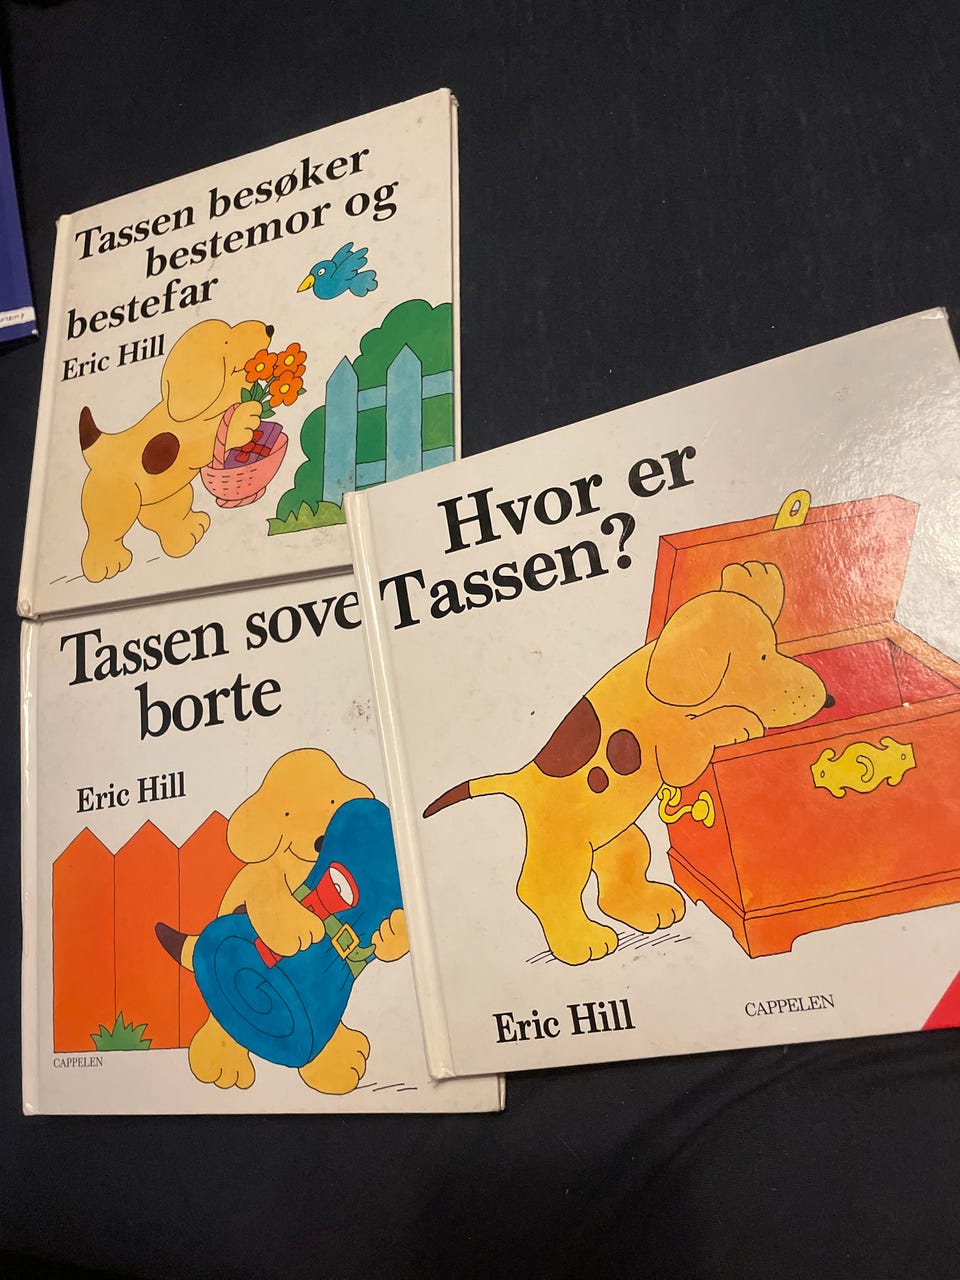 Tassen besøker
bestemor og
bestefar
Eric Hill
Hvor er
Tassen?
Eric Hill
CAPPELEN
Tassen sove
borte
Eric Hill
CAPPELEN